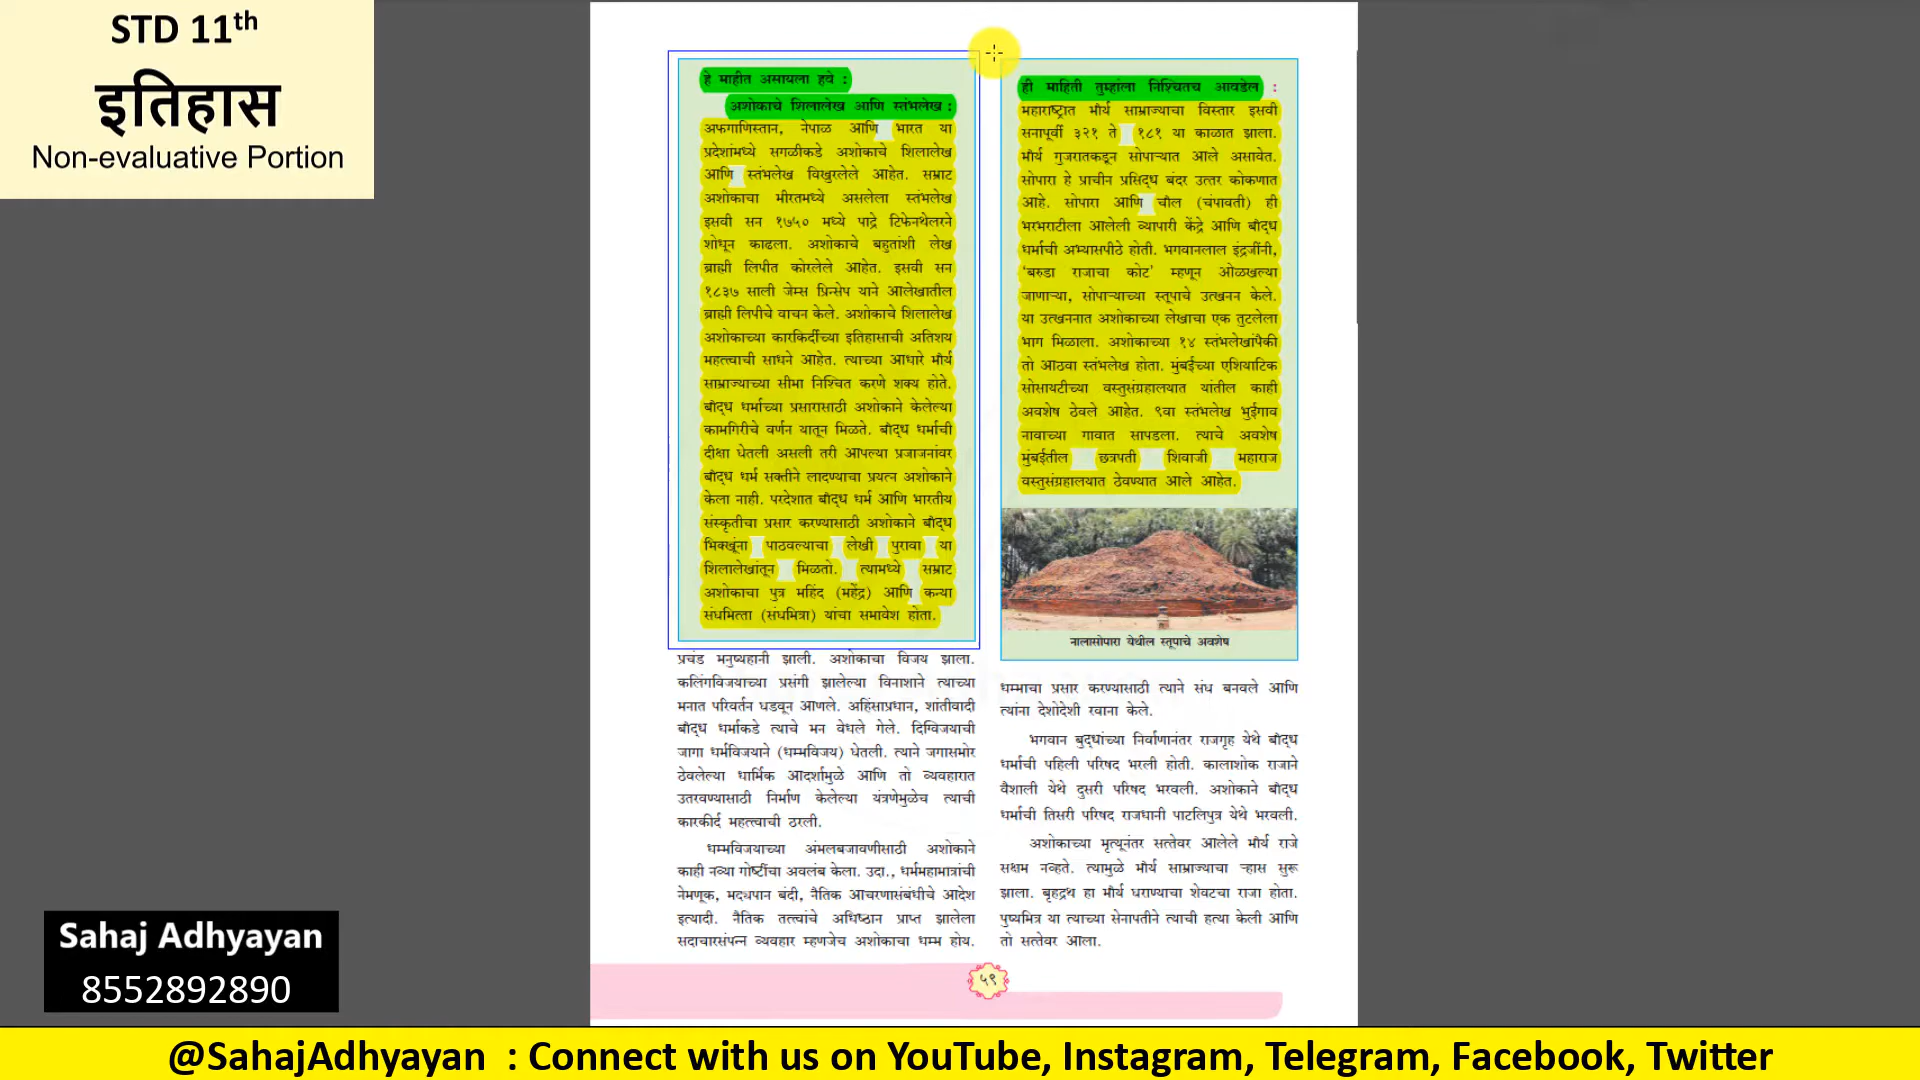 STD 11th
इतिहास
Non-evaluative Portion
हे माहीत असायला हवे :
अशोकाचे शिलालेख आणि स्तंभलेख :
अफगाणिस्तान, नेपाळ आणि भारत या
प्रदेशांमध्ये सगळीकडे अशोकाचे शिलालेख
आणि स्तंभलेख विखुरलेले आहेत. सम्राट
अशोकाचा मीरतमध्ये असलेला स्तंभलेख
इसवी सन १७५० मध्ये पाद्रे टिफेनथेलरने
शोधून काढला. अशोकाचे बहुतांशी लेख
ब्राह्मी लिपीत कोरलेले आहेत. इसवी सन
१८३७ साली जेम्स प्रिन्सेप याने आलेखातील
ब्राह्मी लिपीचे वाचन केले. अशोकाचे शिलालेख
अशोकाच्या कारकिर्दीच्या इतिहासाची अतिशय
महत्त्वाची साधने आहेत. त्याच्या आधारे मौर्य
साम्राज्याच्या सीमा निश्चित करणे शक्य होते.
बौद्ध धर्माच्या प्रसारासाठी अशोकाने केलेल्या
कामगिरीचे वर्णन यातून मिळते. बौद्ध धर्माची
दीक्षा घेतली असली तरी आपल्या प्रजाजनांवर
बौद्ध धर्म सक्तीने लादण्याचा प्रयत्न अशोकाने
केला नाही. परदेशात बौद्ध धर्म आणि भारतीय
संस्कृतीचा प्रसार करण्यासाठी अशोकाने बौद्ध
भिक्खूंना पाठवल्याचा लेखी पुरावा या
शिलालेखांतून मिळतो. त्यामध्ये सम्राट
अशोकाचा पुत्र महिंद (महेंद्र) आणि कन्या
संघमित्ता (संघमित्रा) यांचा समावेश होता.
प्रचंड मनुष्यहानी झाली. अशोकाचा विजय झाला.
कलिंगविजयाच्या प्रसंगी झालेल्या विनाशाने त्याच्या
मनात परिवर्तन घडवून आणले. अहिंसाप्रधान, शांतीवादी
बौद्ध धर्माकडे त्याचे मन वेधले गेले. दिग्विजयाची
जागा धर्मविजयाने (धम्मविजय) घेतली. त्याने जगासमोर
ठेवलेल्या धार्मिक आदर्शामुळे आणि तो व्यवहारात
उतरवण्यासाठी निर्माण केलेल्या यंत्रणेमुळेच त्याची
कारकीर्द महत्त्वाची ठरली.
धम्मविजयाच्या अंमलबजावणीसाठी अशोकाने
काही नव्या गोष्टींचा अवलंब केला. उदा., धर्ममहामात्रांची
नेमणूक, मद्यपान बंदी, नैतिक आचरणासंबंधीचे आदेश
इत्यादी. नैतिक तत्त्वांचे अधिष्ठान प्राप्त झालेला
सदाचारसंपन्न व्यवहार म्हणजेच अशोकाचा धम्म होय.
ही माहिती तुम्हांला निश्चितच आवडेल :
महाराष्ट्रात मौर्य साम्राज्याचा विस्तार इसवी
सनापूर्वी ३२१ ते १८१ या काळात झाला.
मौर्य गुजरातकडून सोपाऱ्यात आले असावेत.
सोपारा हे प्राचीन प्रसिद्ध बंदर उत्तर कोकणात
आहे. सोपारा आणि चौल (चंपावती) ही
भरभराटीला आलेली व्यापारी केंद्रे आणि बौद्ध
धर्माची अभ्यासपीठे होती. भगवानलाल इंद्रजींनी,
‘बरुडा राजाचा कोट’ म्हणून ओळखल्या
जाणाऱ्या, सोपाऱ्याच्या स्तूपाचे उत्खनन केले.
या उत्खननात अशोकाच्या लेखाचा एक तुटलेला
भाग मिळाला. अशोकाच्या १४ स्तंभलेखांपैकी
तो आठवा स्तंभलेख होता. मुंबईच्या एशियाटिक
सोसायटीच्या वस्तुसंग्रहालयात यांतील काही
अवशेष ठेवले आहेत. ९वा स्तंभलेख भुईगाव
नावाच्या गावात सापडला. त्याचे अवशेष
मुंबईतील छत्रपती शिवाजी महाराज
वस्तुसंग्रहालयात ठेवण्यात आले आहेत.
नालासोपारा येथील स्तूपाचे अवशेष
धम्माचा प्रसार करण्यासाठी त्याने संघ बनवले आणि
त्यांना देशोदेशी रवाना केले.
भगवान बुद्धांच्या निर्वाणानंतर राजगृह येथे बौद्ध
धर्माची पहिली परिषद भरली होती. कालाशोक राजाने
वैशाली येथे दुसरी परिषद भरवली. अशोकाने बौद्ध
धर्माची तिसरी परिषद राजधानी पाटलिपुत्र येथे भरवली.
अशोकाच्या मृत्यूनंतर सत्तेवर आलेले मौर्य राजे
सक्षम नव्हते. त्यामुळे मौर्य साम्राज्याचा ऱ्हास सुरू
झाला. बृहद्रथ हा मौर्य घराण्याचा शेवटचा राजा होता.
पुष्यमित्र या त्याच्या सेनापतीने त्याची हत्या केली आणि
तो सत्तेवर आला.
५९
Sahaj Adhyayan
8552892890
@SahajAdhyayan : Connect with us on YouTube, Instagram, Telegram, Facebook, Twitter